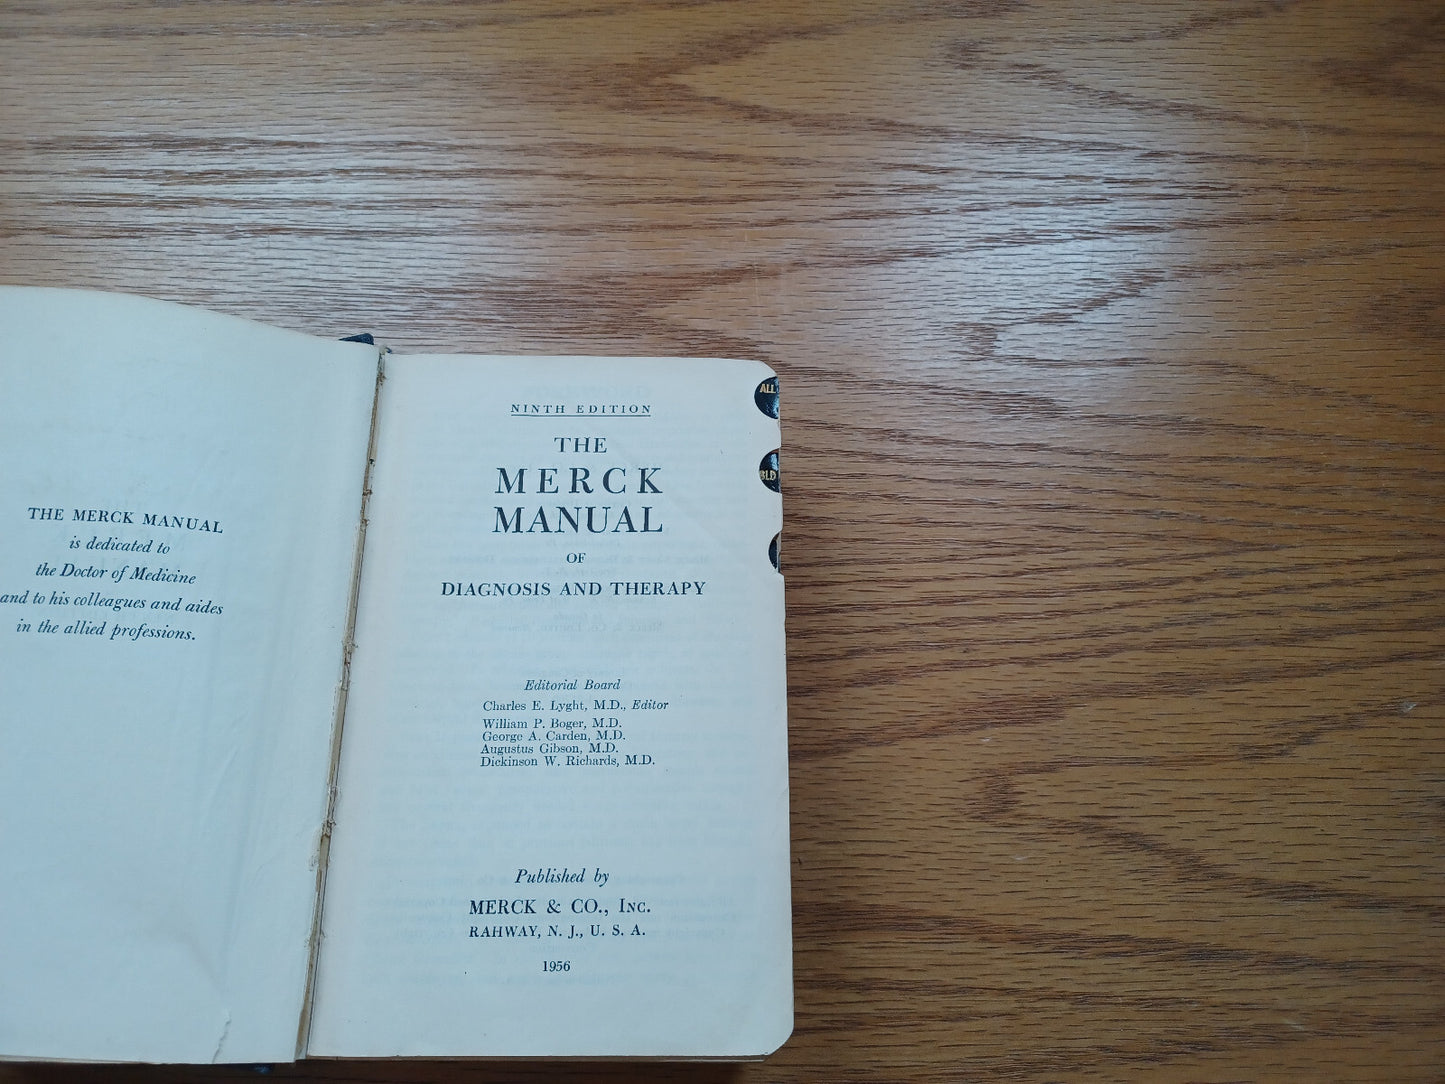 THE MERCK MANUAL
is dedicated to
the Doctor of Medicine
and to his colleagues and aides
in the allied professions.
NINTH EDITION
THE
MERCK
MANUAL
OF
DIAGNOSIS AND THERAPY
Editorial Board
Charles E. Lyght, M.D., Editor
William P. Boger, M.D.
George A. Carden, M.D.
Augustus Gibson, M.D.
Dickinson W. Richards, M.D.
Published by
MERCK & CO., Inc.
RAHWAY, N. J., U. S. A.
1956
ALL
BLD